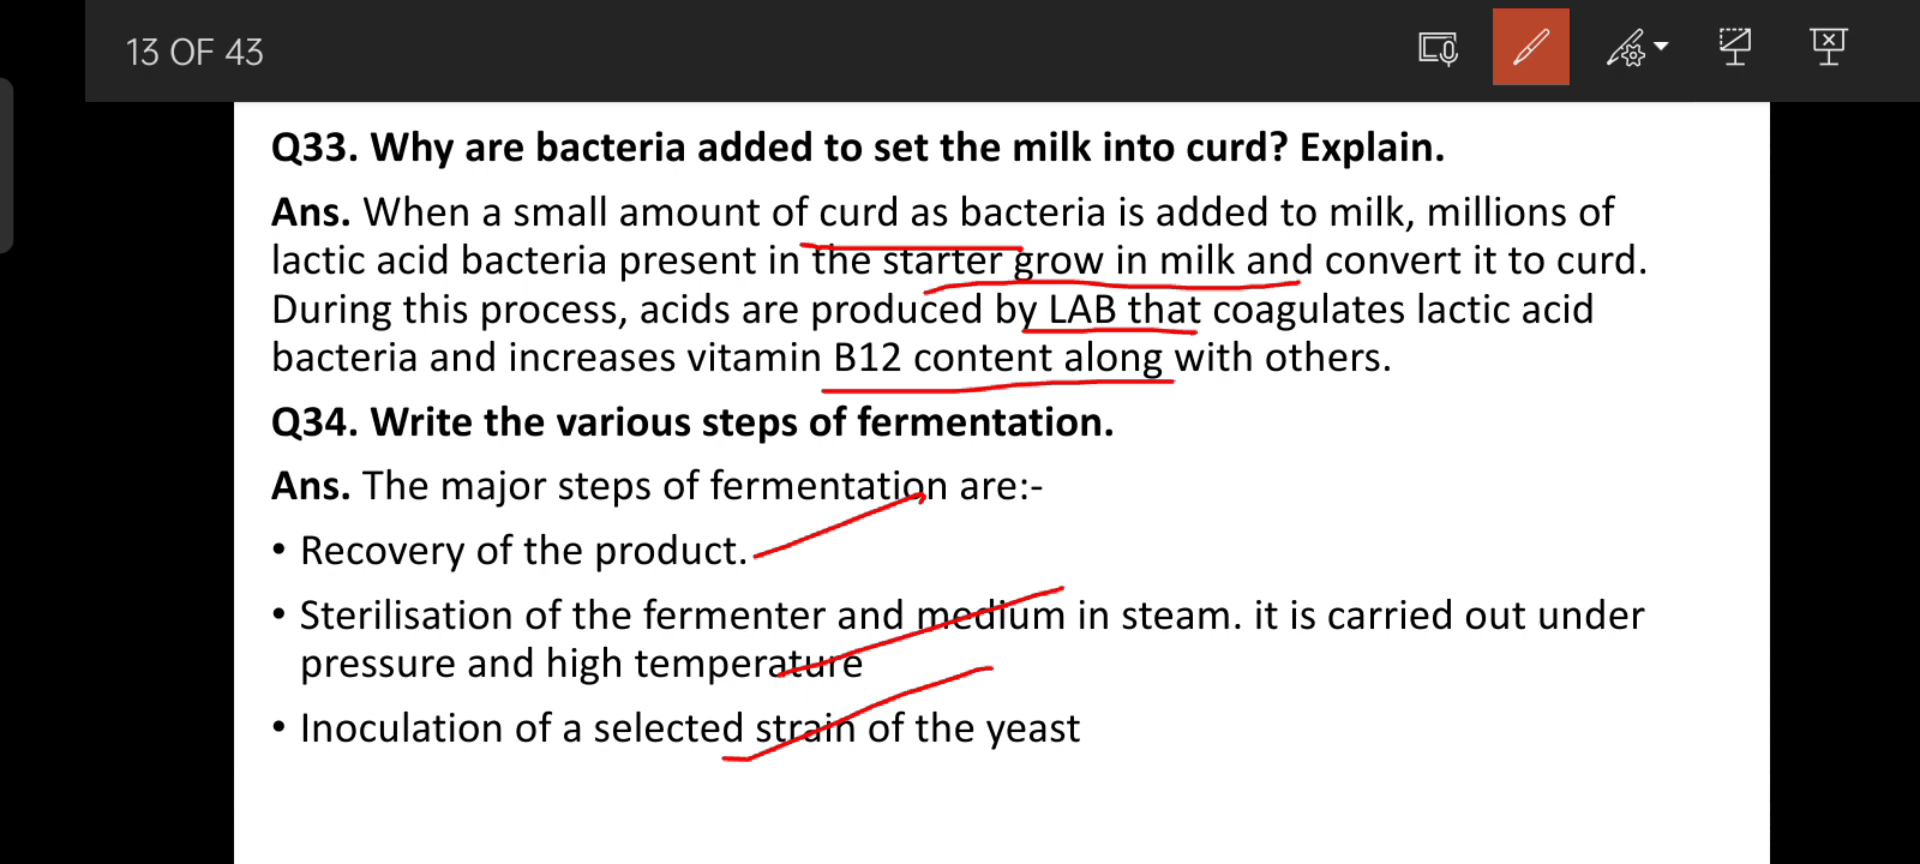 13 OF 43
Q33. Why are bacteria added to set the milk into curd? Explain.
Ans. When a small amount of curd as bacteria is added to milk, millions of
lactic acid bacteria present in the starter grow in milk and convert it to curd.
During this process, acids are produced by LAB that coagulates lactic acid
bacteria and increases vitamin B12 content along with others.
Q34. Write the various steps of fermentation.
Ans. The major steps of fermentation are:-
• Recovery of the product.
• Sterilisation of the fermenter and medium in steam. it is carried out under
pressure and high temperature
• Inoculation of a selected strain of the yeast